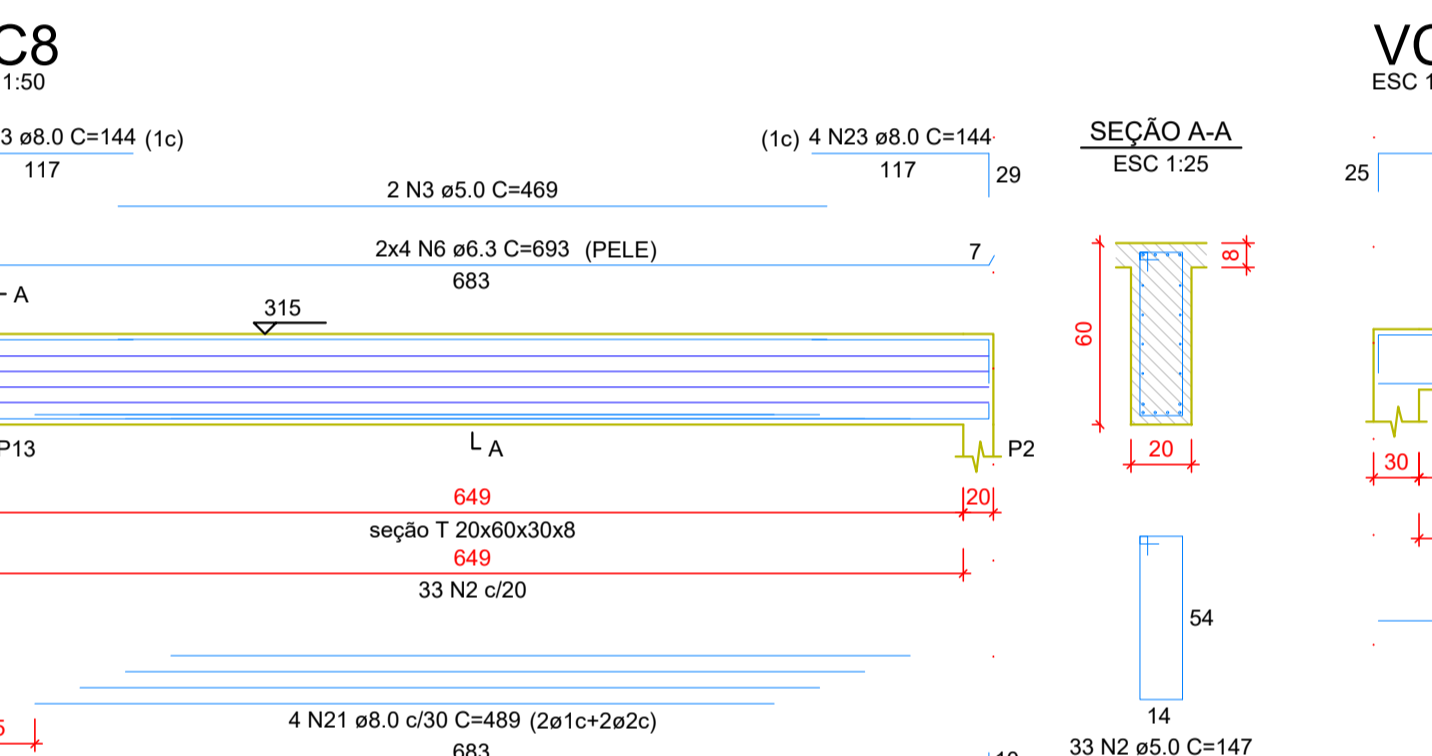 C8
1:50
3 ø8.0 C=144 (1c)
117
(1c) 4 N23 ø8.0 C=144
117
29
2 N3 ø5.0 C=469
2x4 N6 ø6.3 C=693 (PELE)
683
7
A
315
P13
A
P2
649
20
seção T 20x60x30x8
649
33 N2 c/20
4 N21 ø8.0 c/30 C=489 (2ø1c+2ø2c)
683
SEÇÃO A-A
ESC 1:25
8
60
20
54
14
33 N2 ø5.0 C=147
ESC 1
25
30